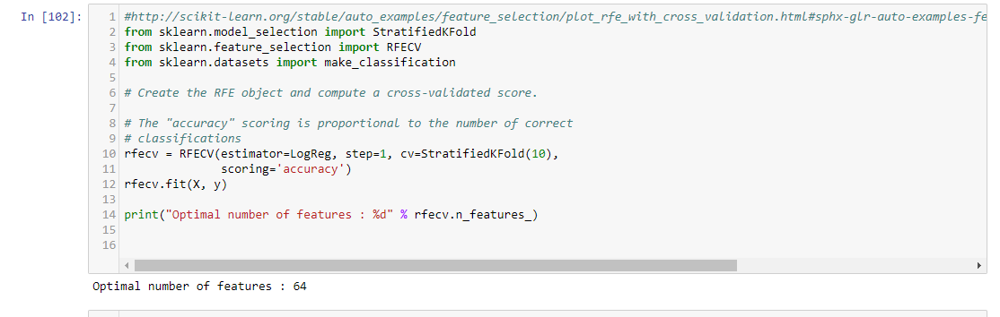 In [102]:
1 #http://scikit-learn.org/stable/auto_examples/feature_selection/plot_rfe_with_cross_validation.html#sphx-glr-auto-examples-fe
2 from sklearn.model_selection import StratifiedKFold
3 from sklearn.feature_selection import RFECV
4 from sklearn.datasets import make_classification
5
6 # Create the RFE object and compute a cross-validated score.
7
8 # The "accuracy" scoring is proportional to the number of correct
9 # classifications
10 rfecv = RFECV(estimator=LogReg, step=1, cv=StratifiedKFold(10),
11               scoring='accuracy')
12 rfecv.fit(X, y)
13
14 print("Optimal number of features : %d" % rfecv.n_features_)
15
16
Optimal number of features : 64